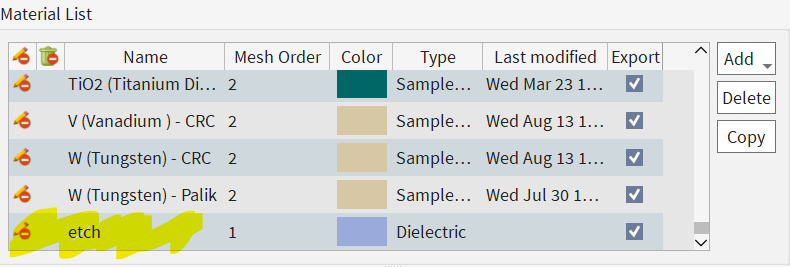 Material List
Name Mesh Order Color Type Last modified Export
TiO2 (Titanium Di... 2 Sample... Wed Mar 23 1...
V (Vanadium ) - CRC 2 Sample... Wed Aug 13 1...
W (Tungsten) - CRC 2 Sample... Wed Aug 13 1...
W (Tungsten) - Palik 2 Sample... Wed Jul 30 1...
etch 1 Dielectric
Add
Delete
Copy